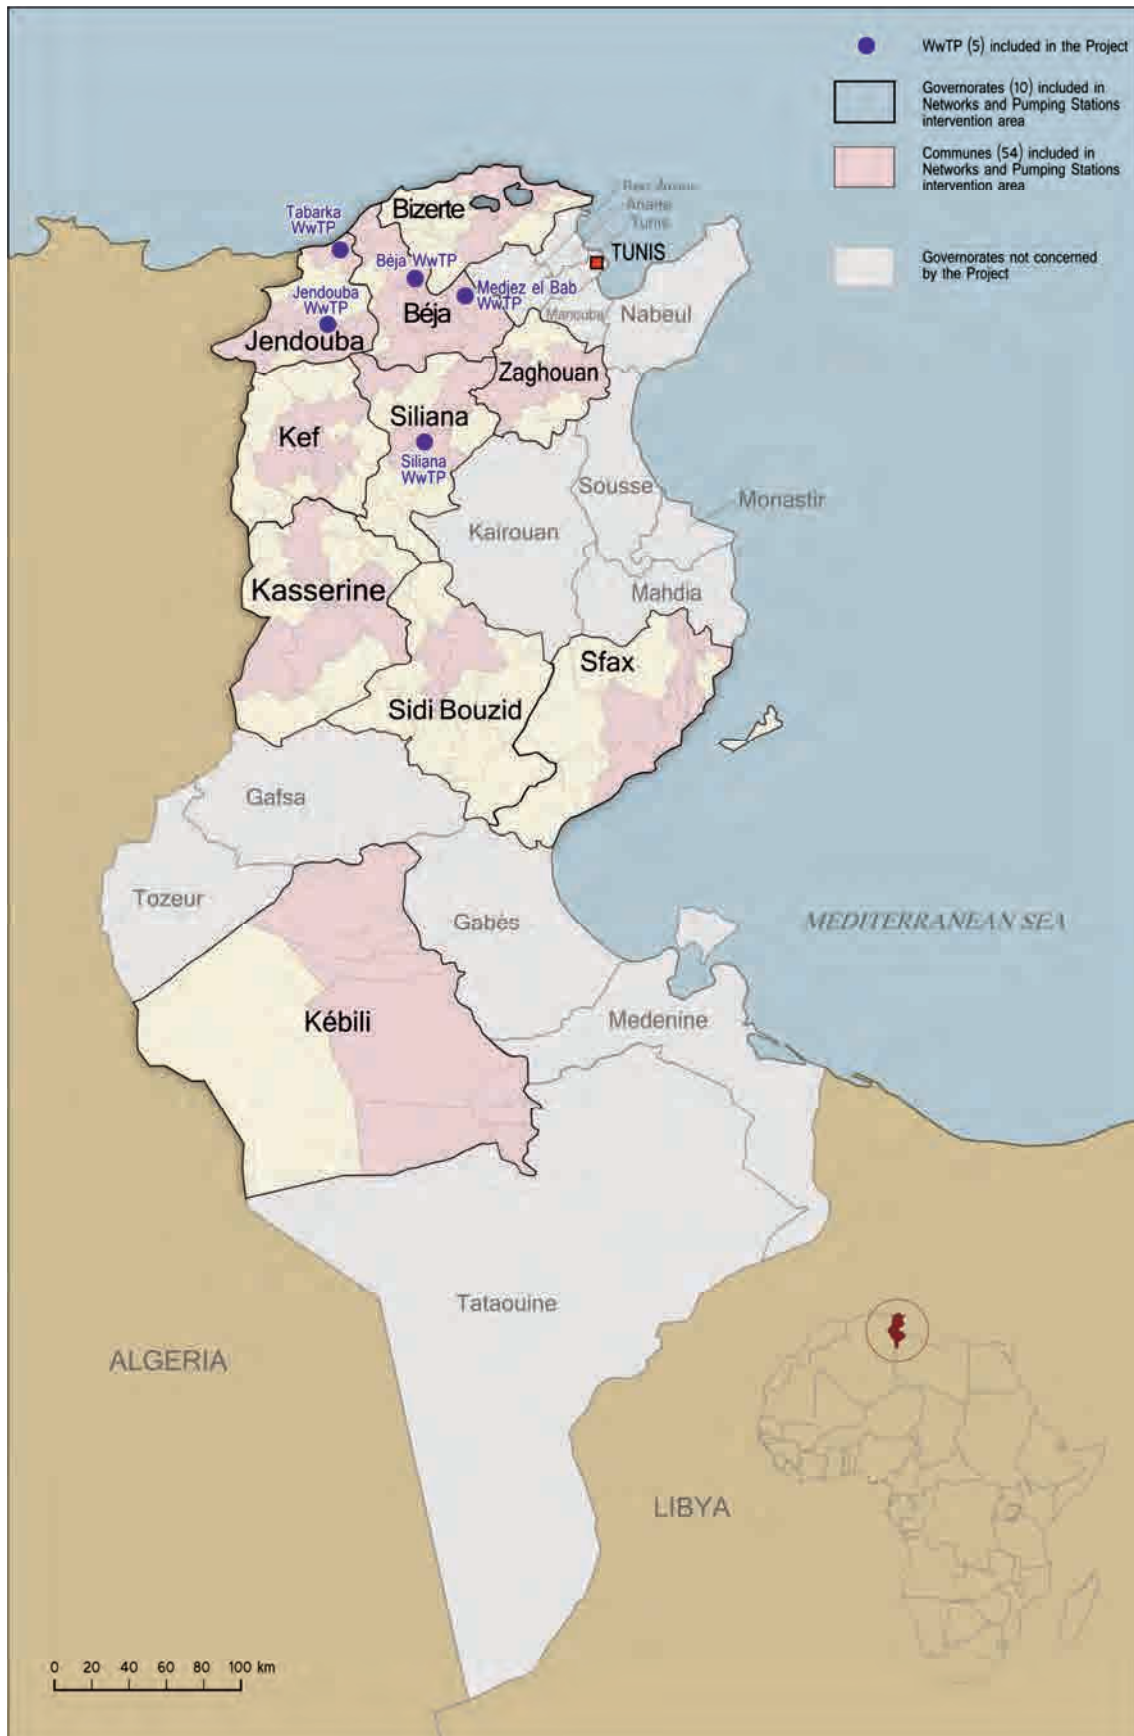 WwTP (5) included in the Project
Governorates (10) included in
Networks and Pumping Stations
intervention area
Communes (54) included in
Networks and Pumping Stations
intervention area
Governorates not concerned
by the Project
Tabarka
WwTP
Bizerte
Ariana
Tunis
TUNIS
Béja WwTP
Medjez el Bab
WwTP
Jendouba
WwTP
Béja
Manouba
Nabeul
Jendouba
Zaghouan
Kef
Siliana
Siliana
WwTP
Sousse
Monastir
Kairouan
Kasserine
Mahdia
Sfax
Sidi Bouzid
Gafsa
Tozeur
Gabès
MEDITERRANEAN SEA
Kébili
Medenine
Tataouine
ALGERIA
LIBYA
0 20 40 60 80 100 km